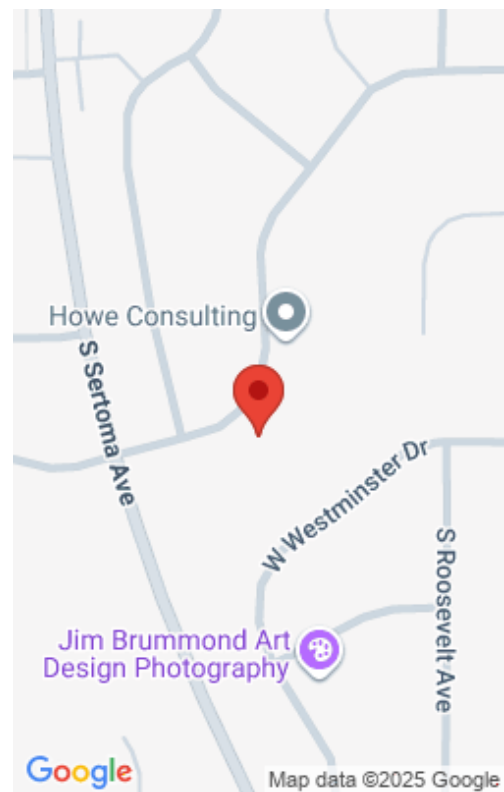 Howe Consulting
S Sertoma Ave
W Westminster Dr
S Roosevelt Ave
Jim Brummond Art
Design Photography
Google
Map data ©2025 Google